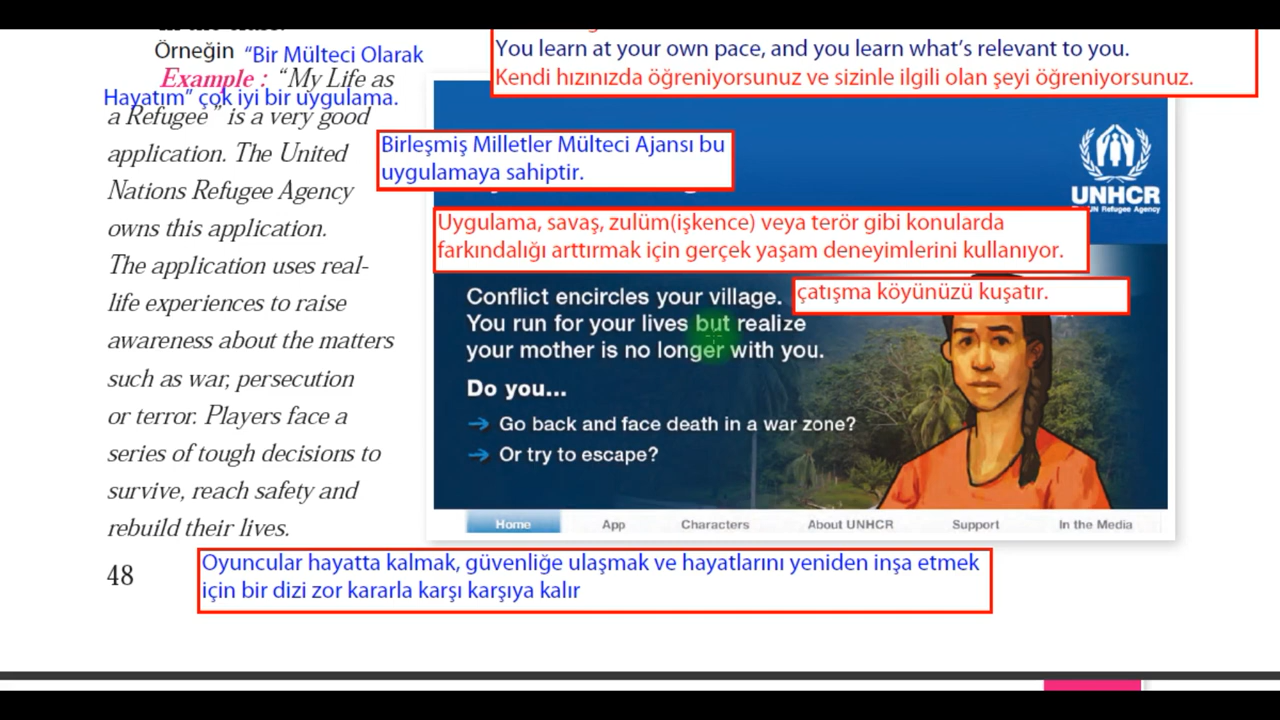 Örneğin "Bir Mülteci Olarak
Example : "My Life as
Hayatım" çok iyi bir uygulama.
a Refugee" is a very good
application. The United
Nations Refugee Agency
owns this application.
The application uses real-
life experiences to raise
awareness about the matters
such as war, persecution
or terror. Players face a
series of tough decisions to
survive, reach safety and
rebuild their lives.
You learn at your own pace, and you learn what's relevant to you.
Kendi hızınızda öğreniyorsunuz ve sizinle ilgili olan şeyi öğreniyorsunuz.
Birleşmiş Milletler Mülteci Ajansı bu
uygulamaya sahiptir.
UNHCR
UN Refugee Agency
Uygulama, savaş, zulüm(işkence) veya terör gibi konularda
farkındalığı arttırmak için gerçek yaşam deneyimlerini kullanıyor.
Conflict encircles your village.
çatışma köyünüzü kuşatır.
You run for your lives but realize
your mother is no longer with you.
Do you...
→ Go back and face death in a war zone?
→ Or try to escape?
Home App Characters About UNHCR Support In the Media
Oyuncular hayatta kalmak, güvenliğe ulaşmak ve hayatlarını yeniden inşa etmek
için bir dizi zor kararla karşı karşıya kalır
48